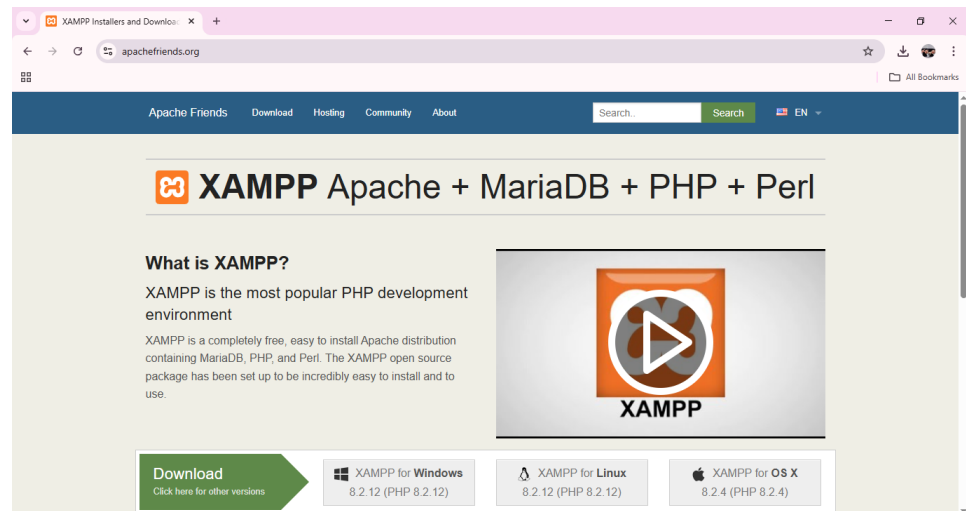 XAMPP Installers and Downloa
apachefriends.org
All Bookmarks
Apache Friends Download Hosting Community About Search.. Search EN
XAMPP Apache + MariaDB + PHP + Perl
What is XAMPP?
XAMPP is the most popular PHP development
environment
XAMPP is a completely free, easy to install Apache distribution
containing MariaDB, PHP, and Perl. The XAMPP open source
package has been set up to be incredibly easy to install and to
use.
XAMPP
Download
Click here for other versions
XAMPP for Windows
8.2.12 (PHP 8.2.12)
XAMPP for Linux
8.2.12 (PHP 8.2.12)
XAMPP for OS X
8.2.4 (PHP 8.2.4)